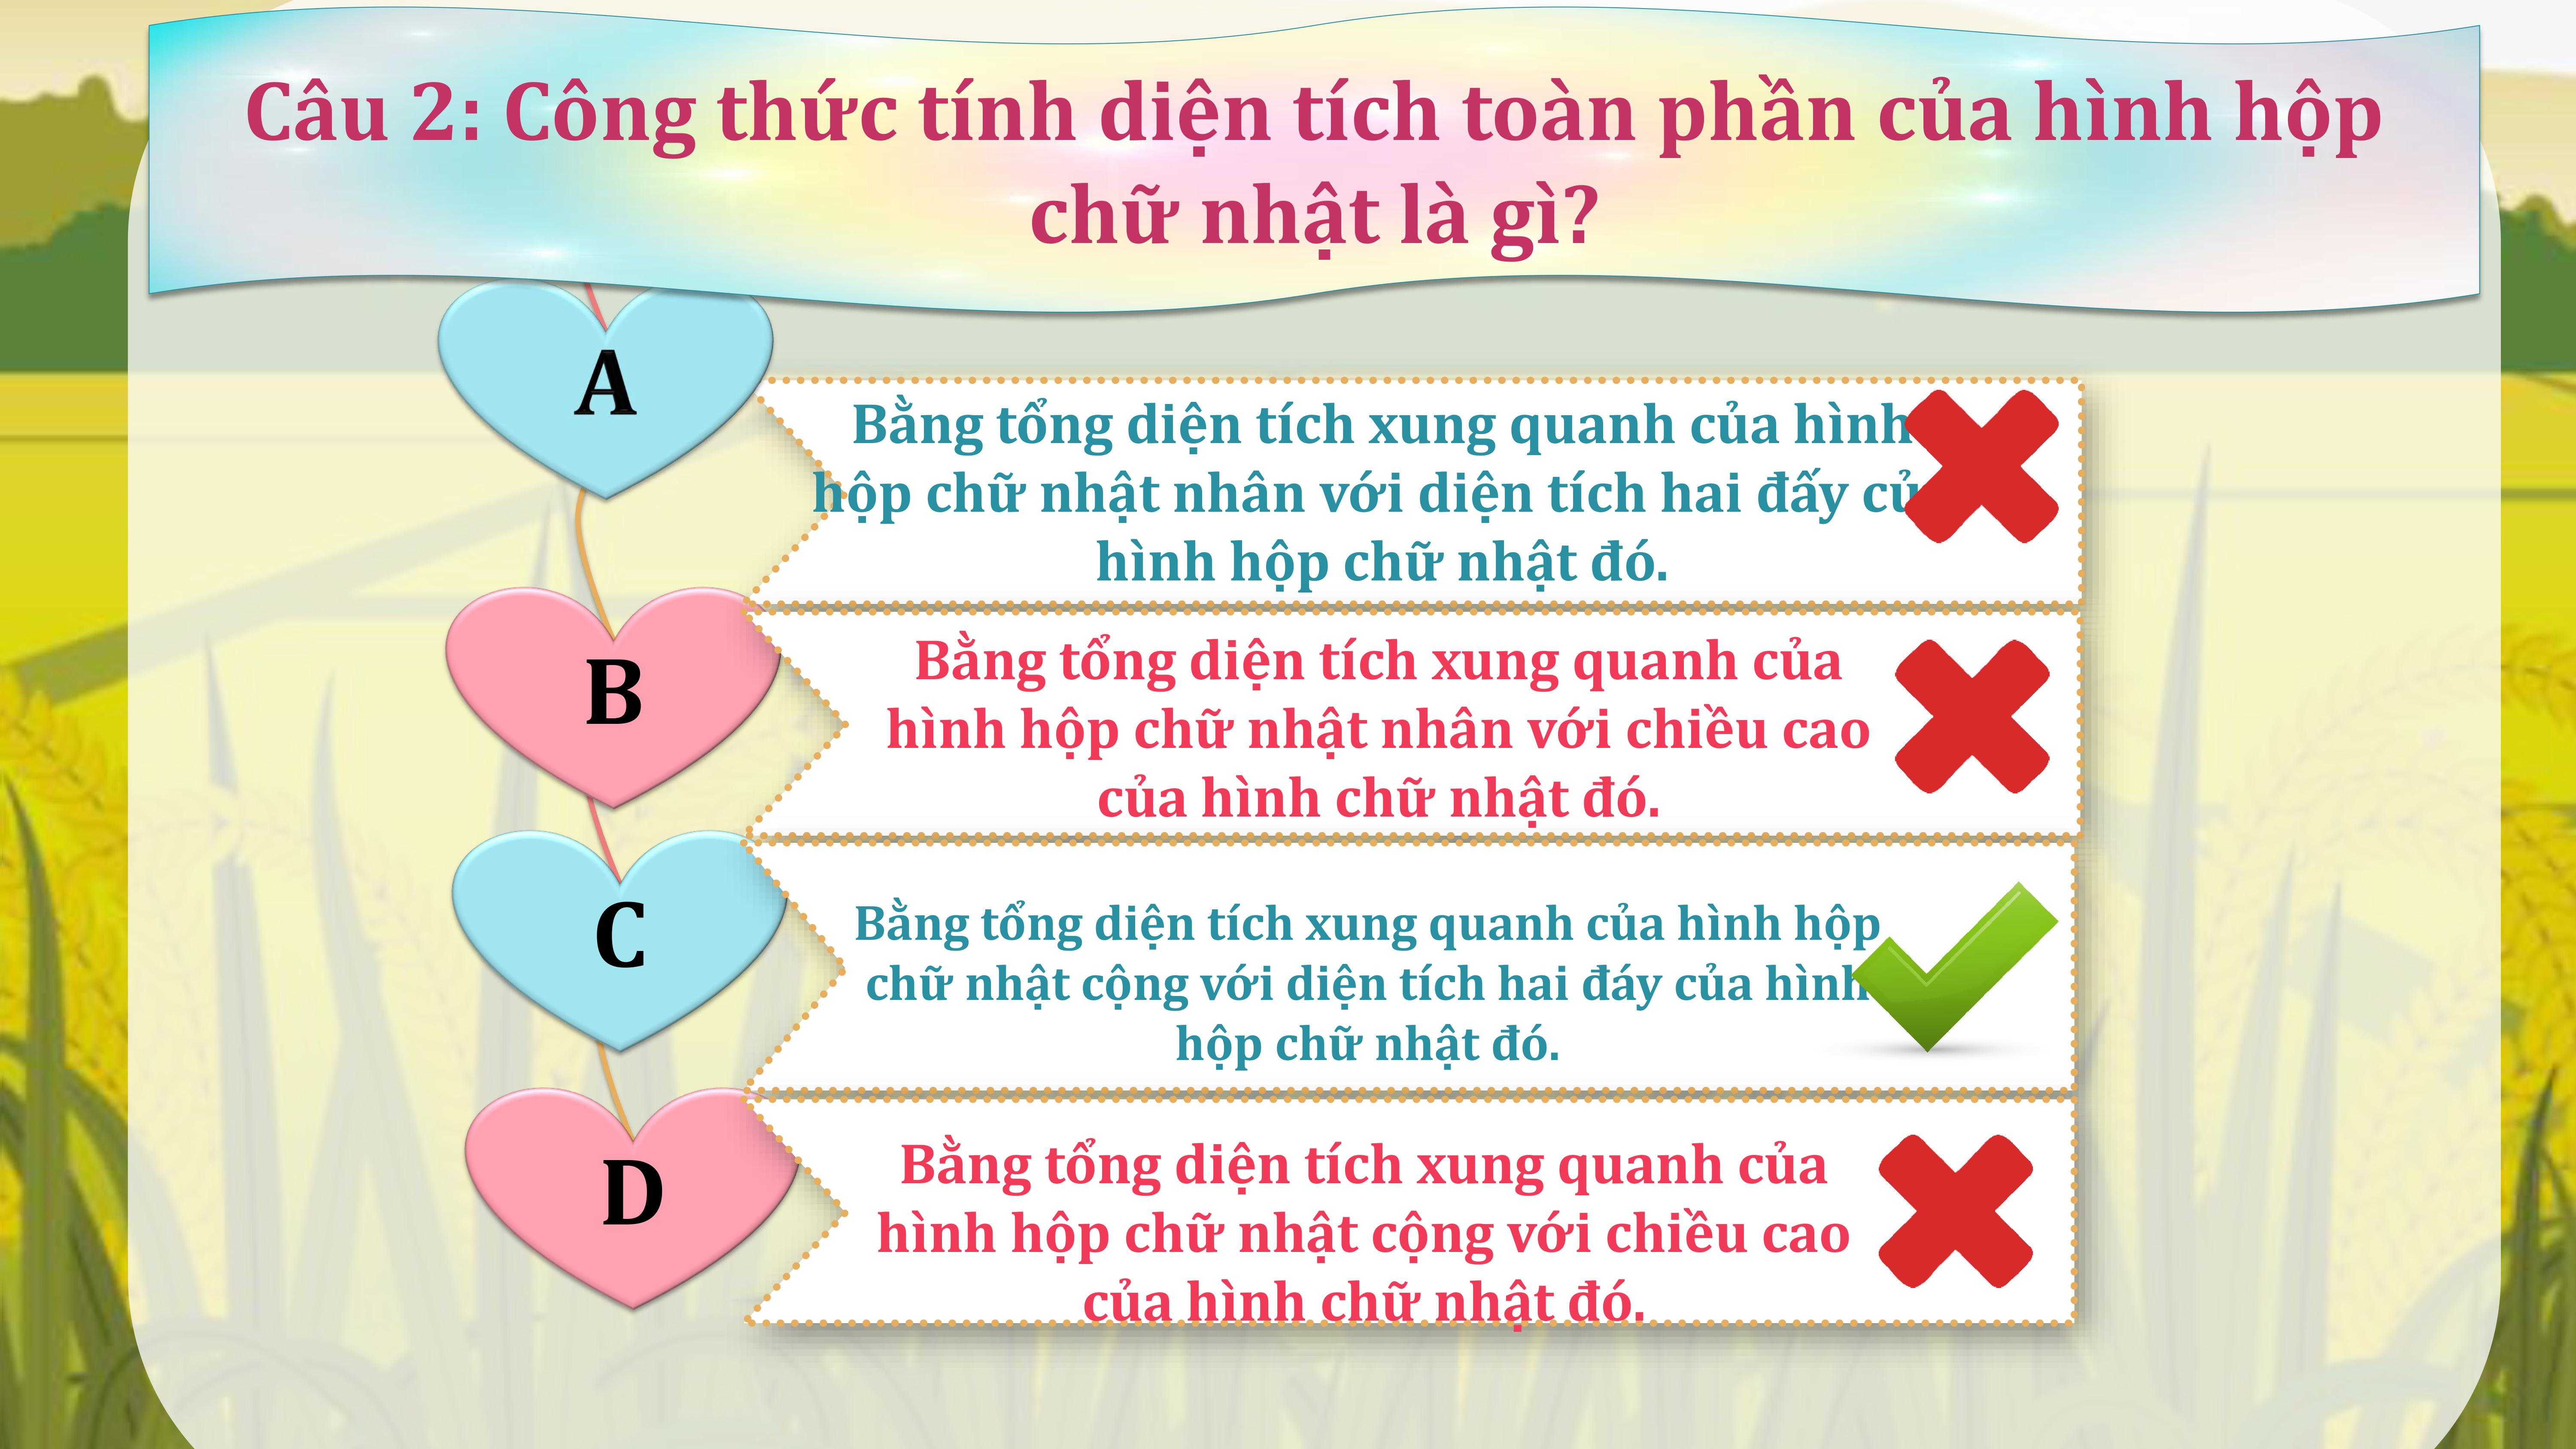 Câu 2: Công thức tính diện tích toàn phần của hình hộp
chữ nhật là gì?
A
Bằng tổng diện tích xung quanh của hình
hộp chữ nhật nhân với diện tích hai đấy củ
hình hộp chữ nhật đó.
B
Bằng tổng diện tích xung quanh của
hình hộp chữ nhật nhân với chiều cao
của hình chữ nhật đó.
C
Bằng tổng diện tích xung quanh của hình hộp
chữ nhật cộng với diện tích hai đáy của hình
hộp chữ nhật đó.
D
Bằng tổng diện tích xung quanh của
hình hộp chữ nhật cộng với chiều cao
của hình chữ nhật đó.